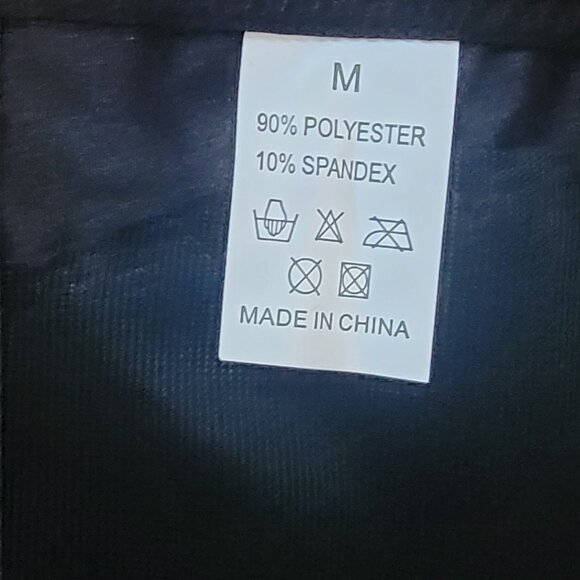 M
90% POLYESTER
10% SPANDEX
MADE IN CHINA